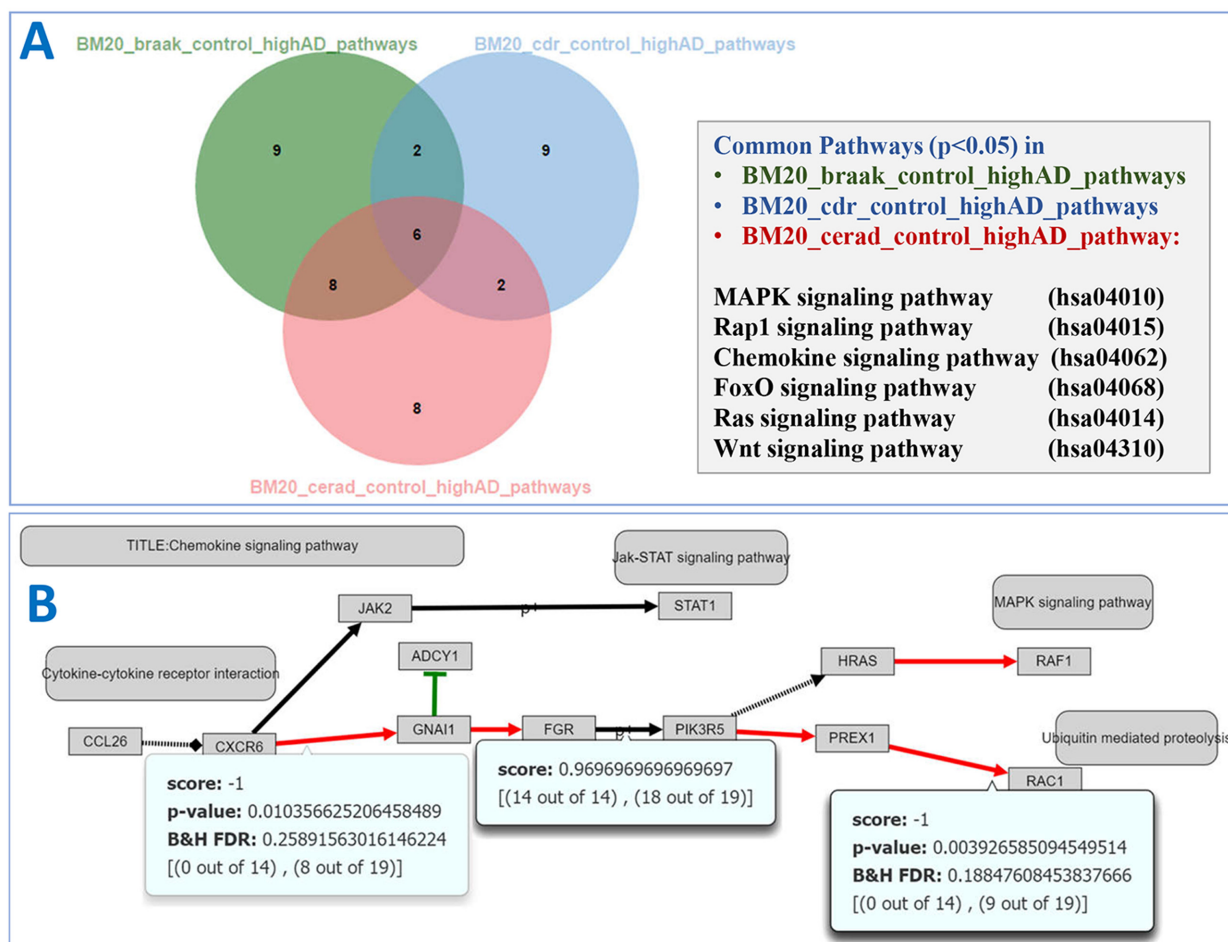 A
BM20_braak_control_highAD_pathways
BM20_cdr_control_highAD_pathways
9
2
9
6
8
2
8
BM20_cerad_control_highAD_pathways
Common Pathways (p<0.05) in
• BM20_braak_control_highAD_pathways
• BM20_cdr_control_highAD_pathways
• BM20_cerad_control_highAD_pathway:
MAPK signaling pathway (hsa04010)
Rap1 signaling pathway (hsa04015)
Chemokine signaling pathway (hsa04062)
FoxO signaling pathway (hsa04068)
Ras signaling pathway (hsa04014)
Wnt signaling pathway (hsa04310)
B
TITLE:Chemokine signaling pathway
Jak-STAT signaling pathway
MAPK signaling pathway
JAK2
p+
STAT1
Cytokine-cytokine receptor interaction
ADCY1
HRAS
RAF1
CCL26
CXCR6
GNAI1
FGR
p+
PIK3R5
PREX1
Ubiquitin mediated proteolysis
RAC1
score: -1
p-value: 0.010356625206458489
B&H FDR: 0.25891563016146224
[(0 out of 14) , (8 out of 19)]
score: 0.9696969696969697
[(14 out of 14) , (18 out of 19)]
score: -1
p-value: 0.003926585094549514
B&H FDR: 0.18847608453837666
[(0 out of 14) , (9 out of 19)]